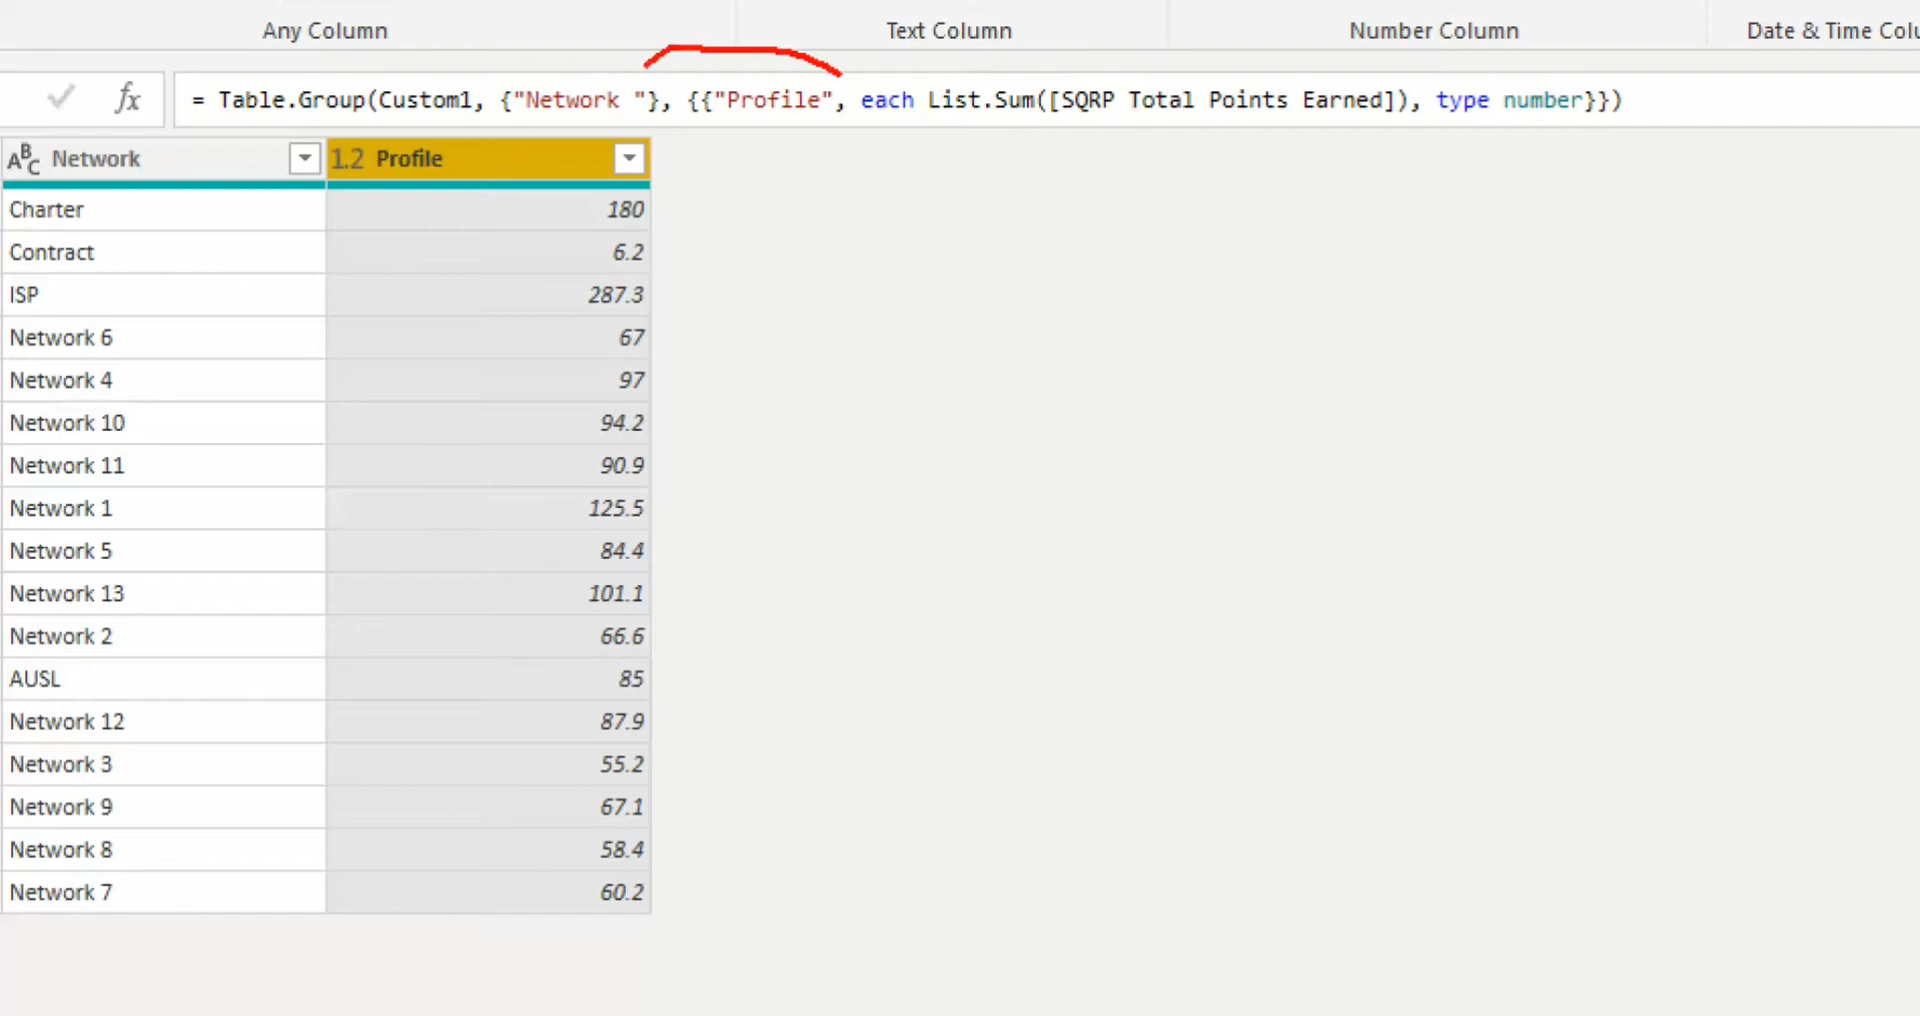 Any Column Text Column Number Column Date & Time Colu
fx = Table.Group(Custom1, {"Network "}, {{"Profile", each List.Sum([SQRP Total Points Earned]), type number}})
ABC Network 1.2 Profile
Charter 180
Contract 6.2
ISP 287.3
Network 6 67
Network 4 97
Network 10 94.2
Network 11 90.9
Network 1 125.5
Network 5 84.4
Network 13 101.1
Network 2 66.6
AUSL 85
Network 12 87.9
Network 3 55.2
Network 9 67.1
Network 8 58.4
Network 7 60.2